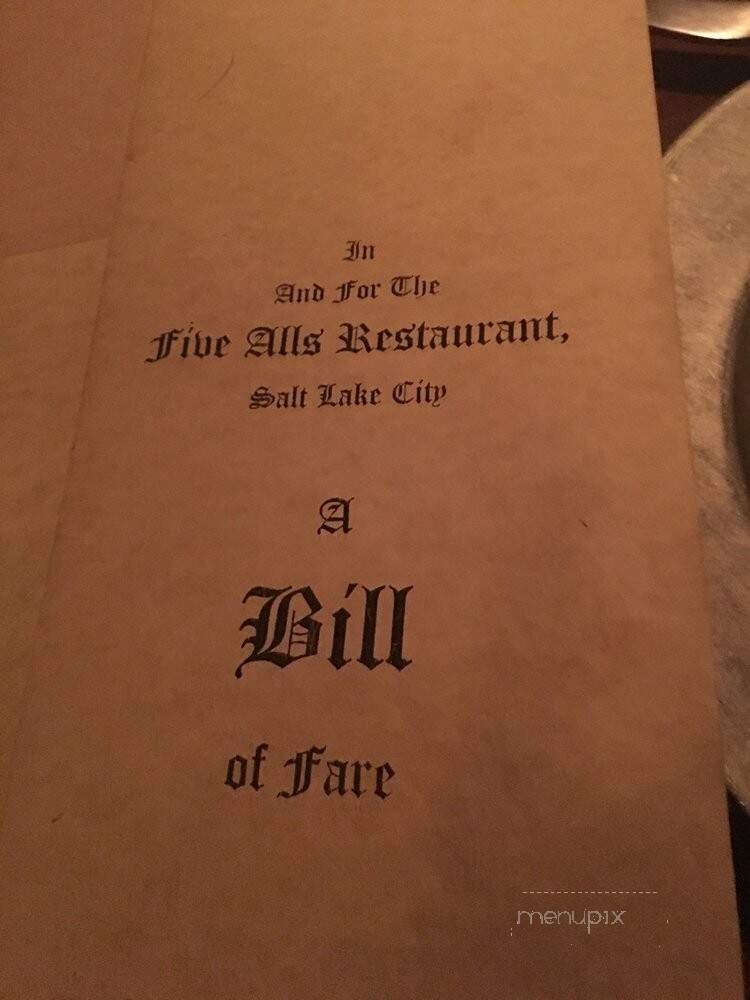 In
And For The
Five Alls Restaurant,
Salt Lake City
A
Bill
of Fare
menupix